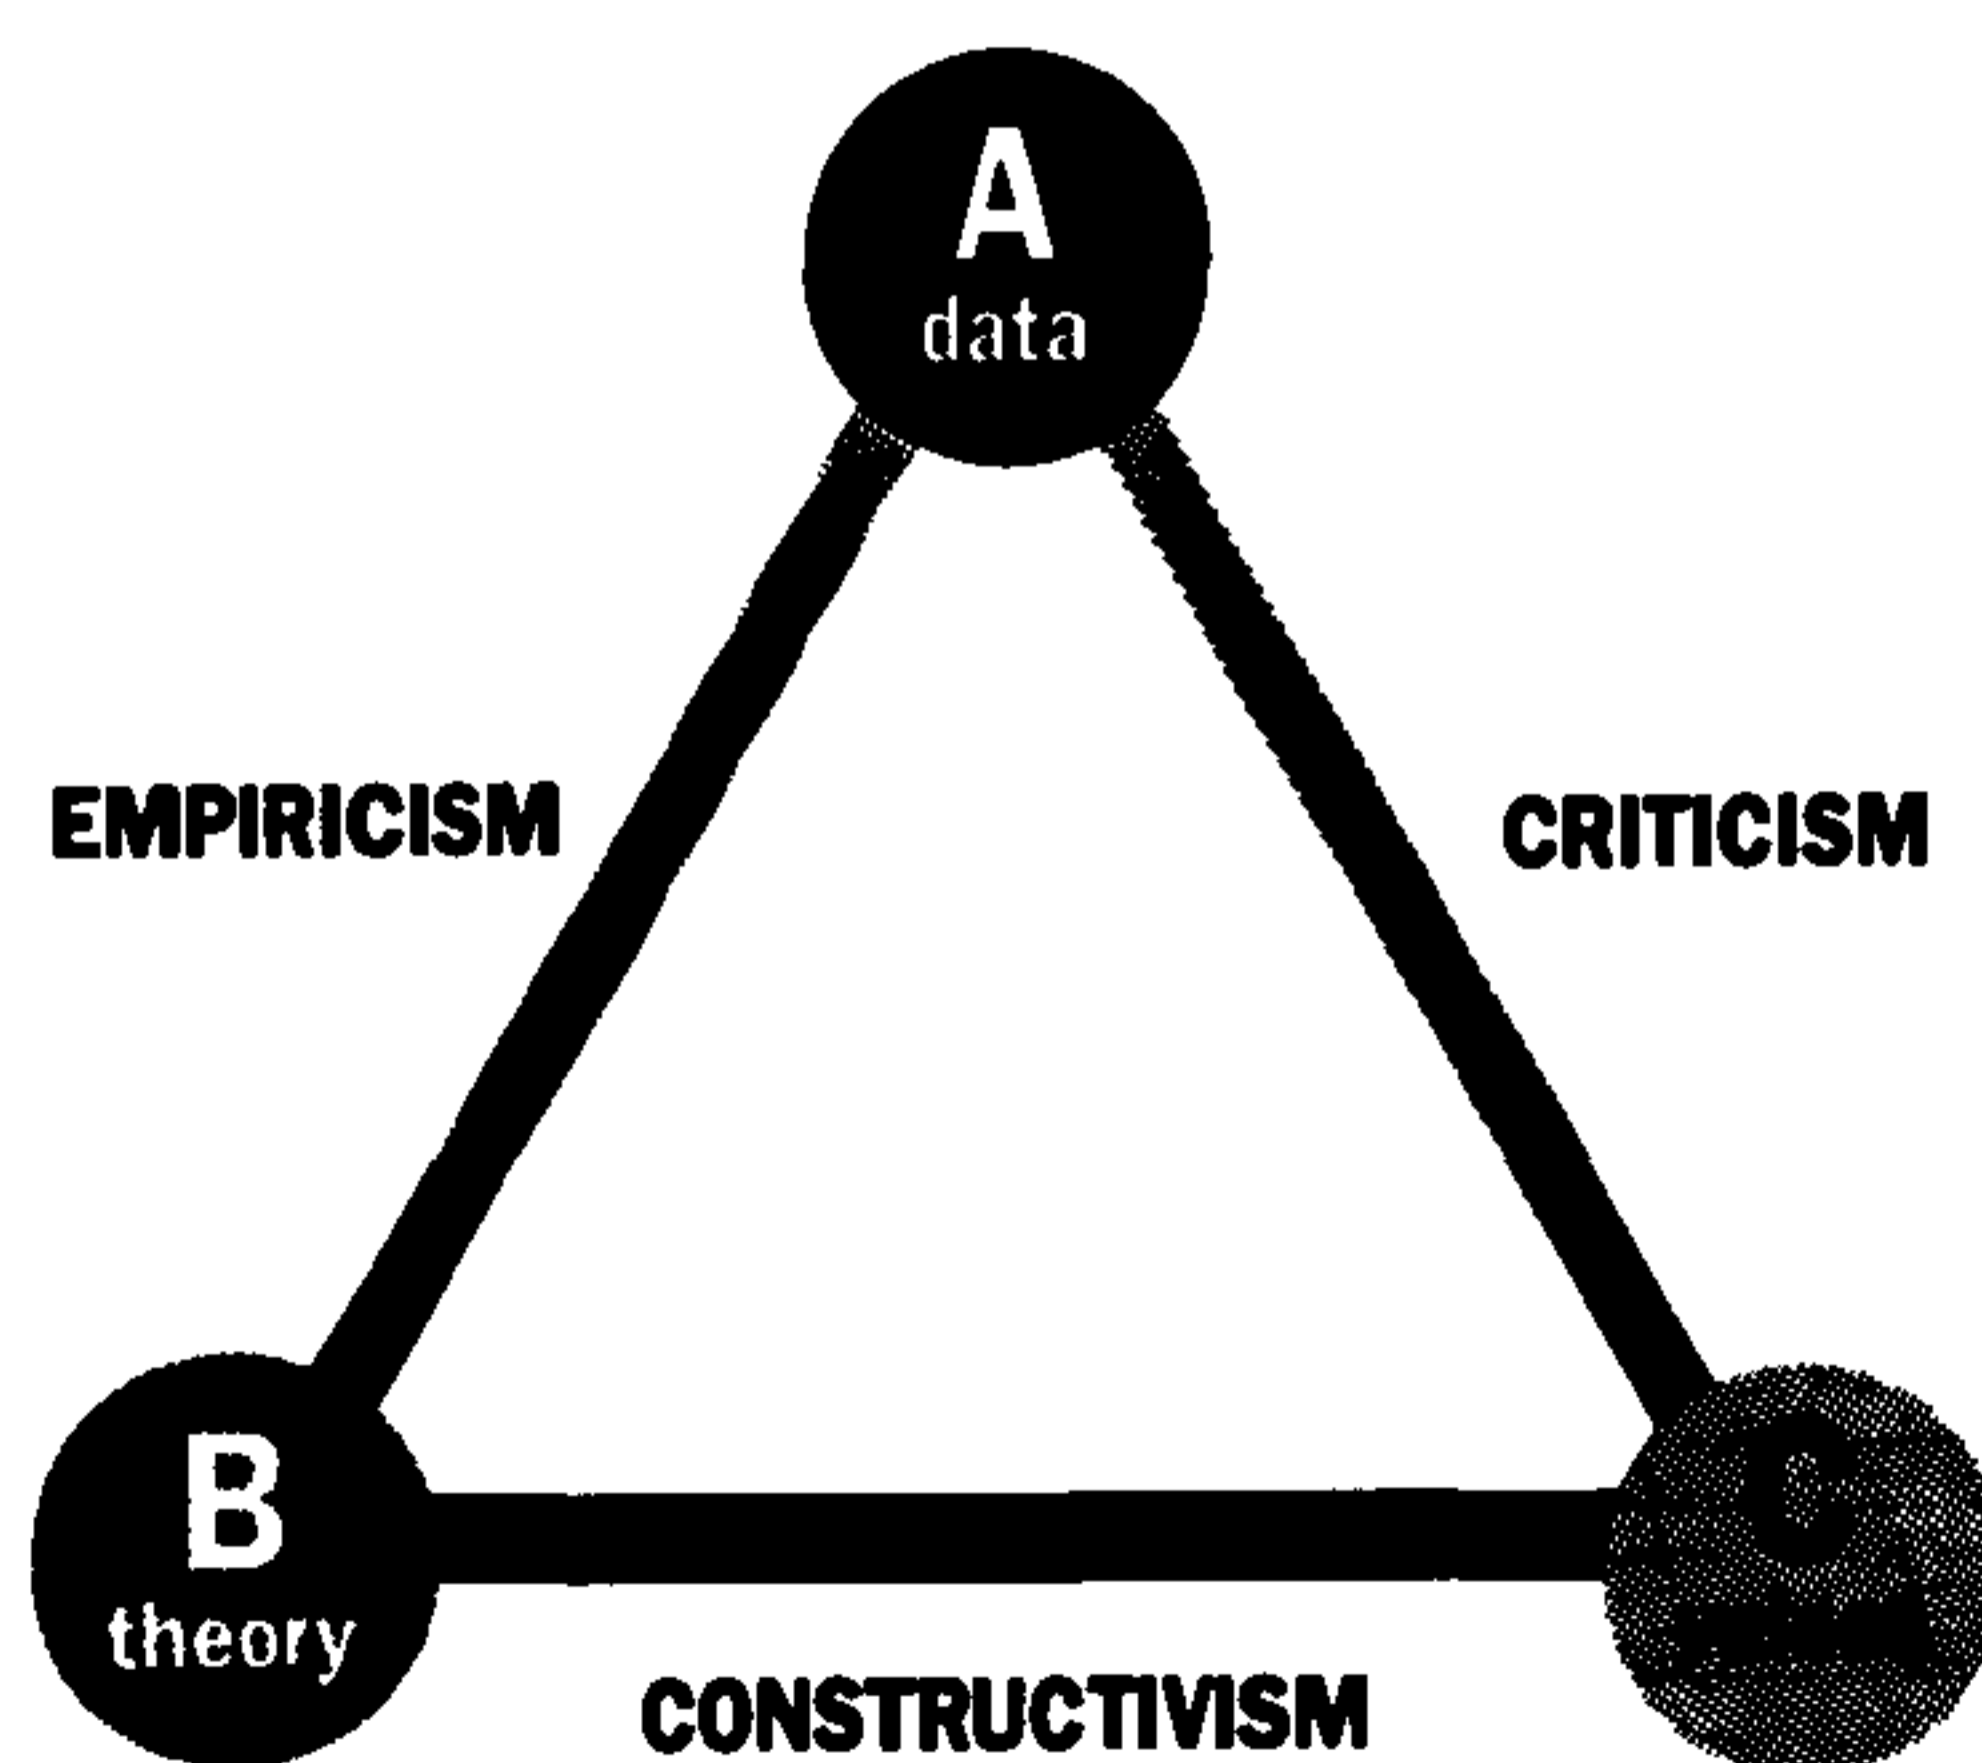 A
data
EMPIRICISM
CRITICISM
B
theory
C
CONSTRUCTIVISM